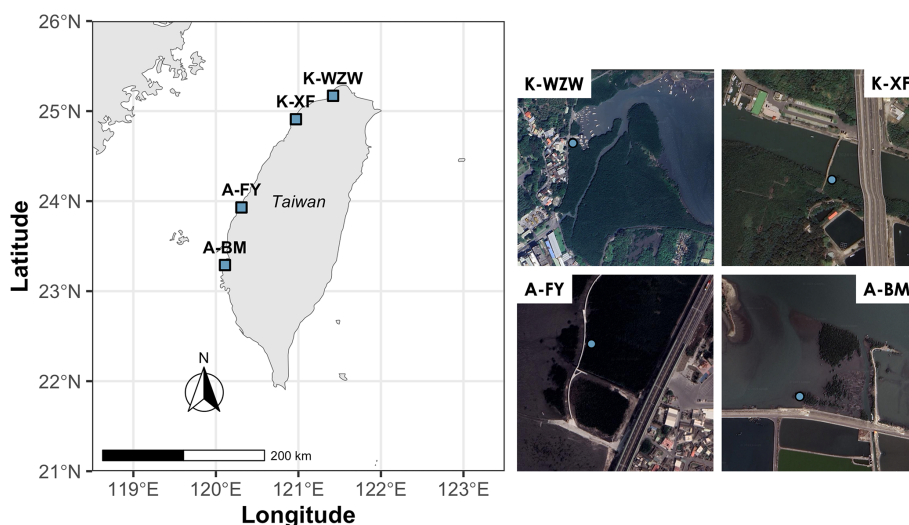 26°N
25°N
24°N
23°N
22°N
21°N
Latitude
K-WZW
K-XF
A-FY
Taiwan
A-BM
N
200 km
119°E 120°E 121°E 122°E 123°E
Longitude
K-WZW
K-XF
A-FY
A-BM